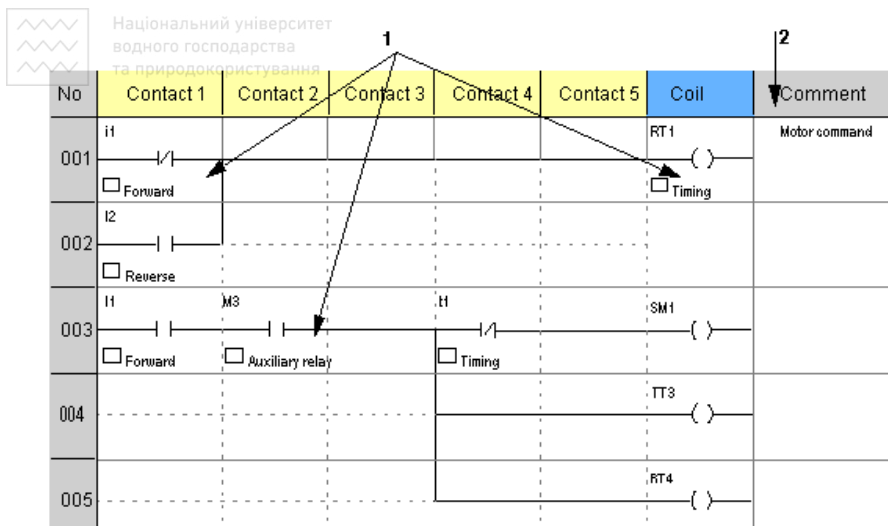 Національний університет
водного господарства
та природокористування
1
2
No Contact 1 Contact 2 Contact 3 Contact 4 Contact 5 Coil Comment
i1 RT1 Motor command
001
Forward Timing
I2
002
Reverse
I1 M3 t1 SM1
003
Forward Auxiliary relay Timing
TT3
004
RT4
005